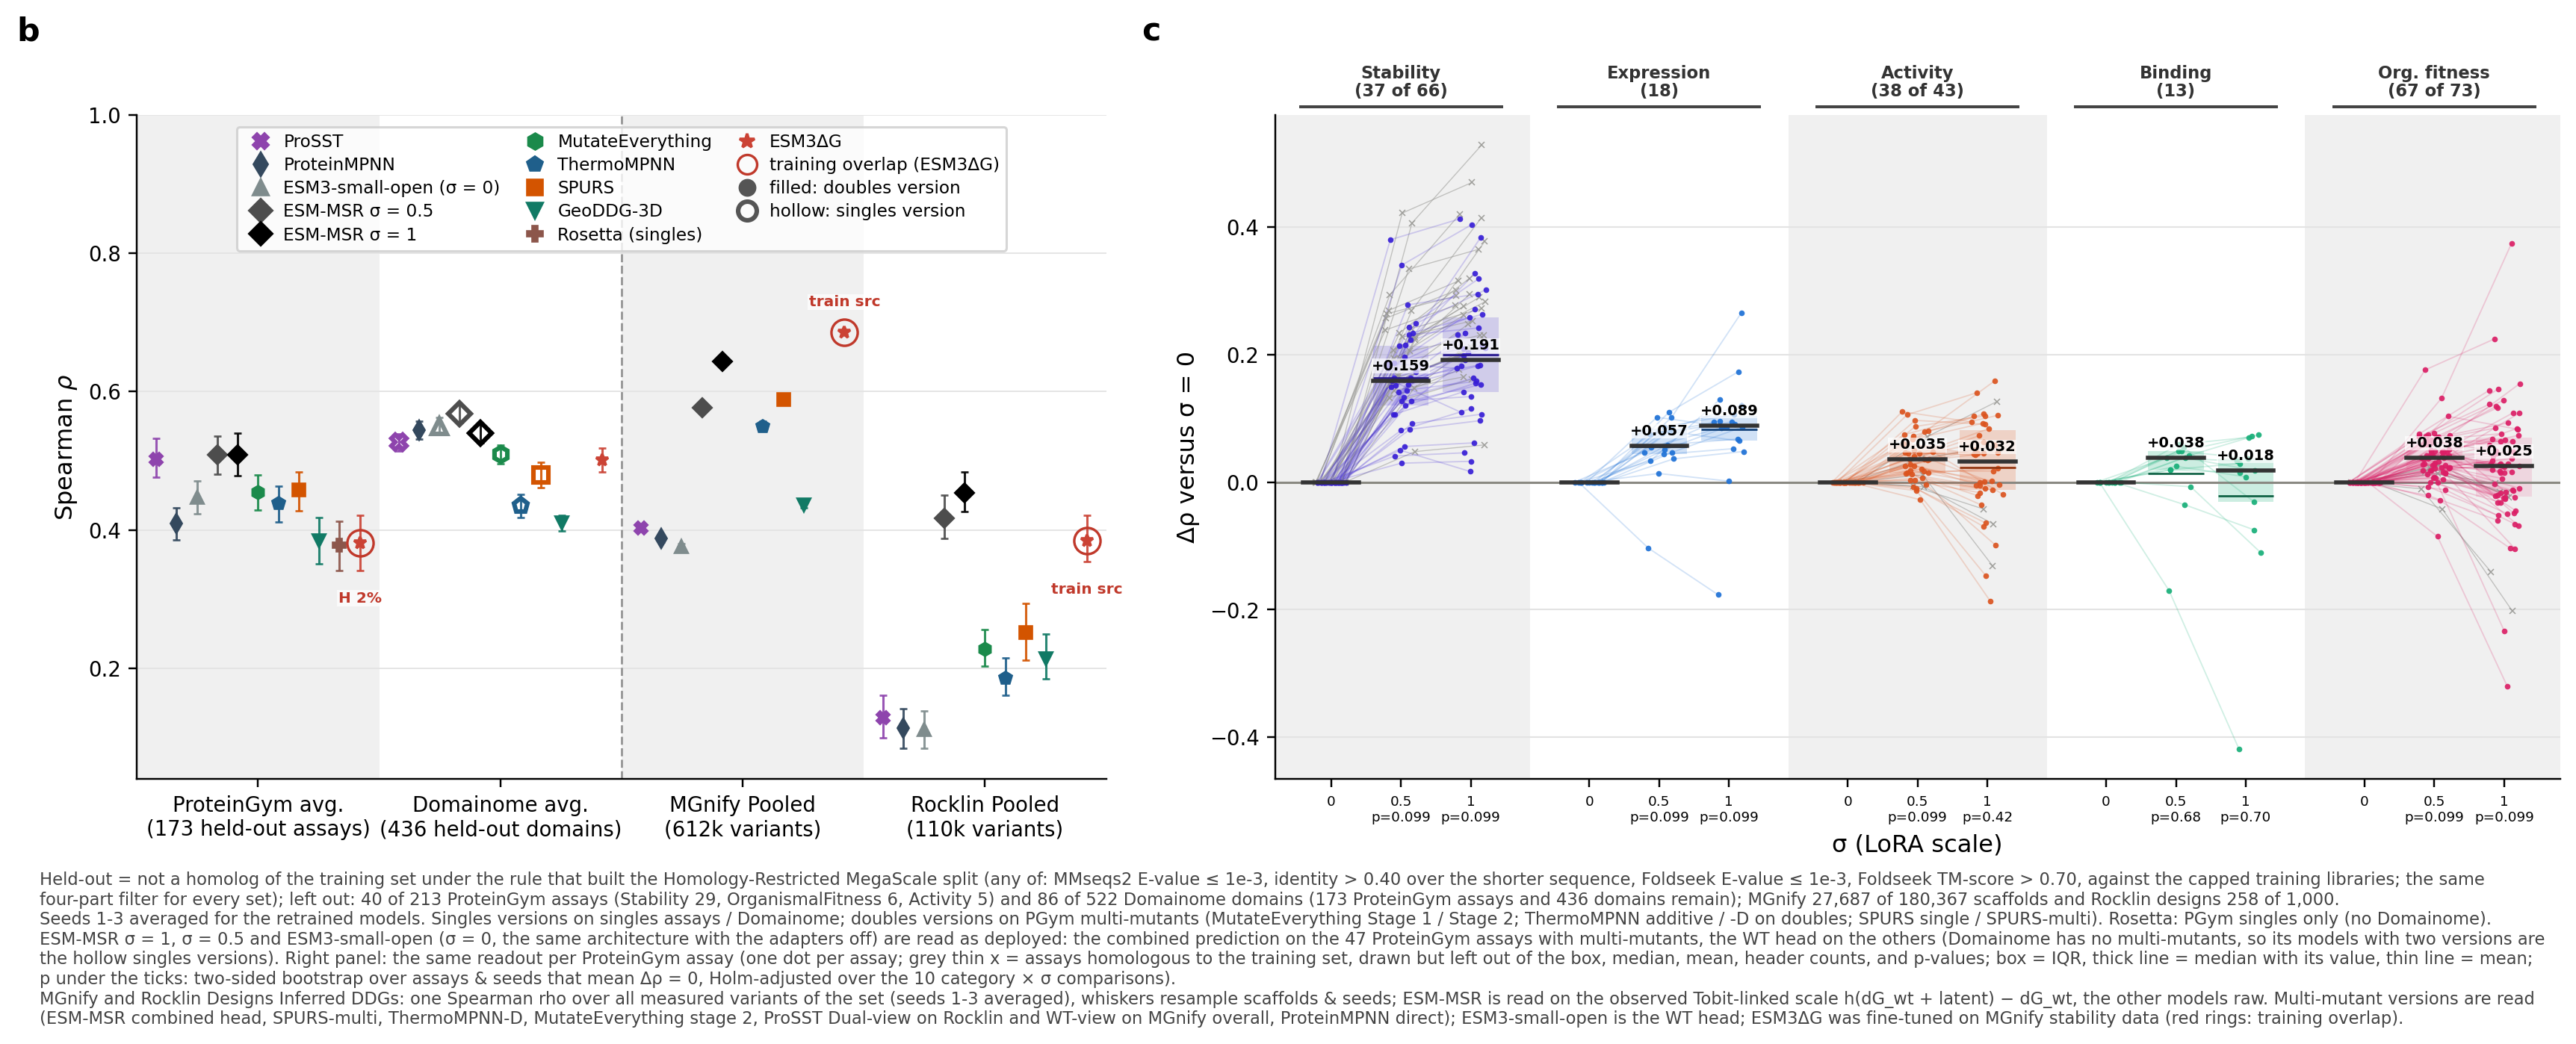 b
Spearman ρ
1.0
0.8
0.6
0.4
0.2
ProSST
ProteinMPNN
ESM3-small-open (σ = 0)
ESM-MSR σ = 0.5
ESM-MSR σ = 1
MutateEverything
ThermoMPNN
SPURS
GeoDDG-3D
Rosetta (singles)
ESM3ΔG
training overlap (ESM3ΔG)
filled: doubles version
hollow: singles version
train src
H 2%
train src
ProteinGym avg.
(173 held-out assays)
Domainome avg.
(436 held-out domains)
MGnify Pooled
(612k variants)
Rocklin Pooled
(110k variants)
c
Stability
(37 of 66)
Expression
(18)
Activity
(38 of 43)
Binding
(13)
Org. fitness
(67 of 73)
Δρ versus σ = 0
0.4
0.2
0.0
−0.2
−0.4
+0.159
+0.191
+0.057
+0.089
+0.035
+0.032
+0.038
+0.018
+0.038
+0.025
0 0.5 1
p=0.099 p=0.099
0 0.5 1
p=0.099 p=0.099
0 0.5 1
p=0.099 p=0.42
0 0.5 1
p=0.68 p=0.70
0 0.5 1
p=0.099 p=0.099
σ (LoRA scale)
Held-out = not a homolog of the training set under the rule that built the Homology-Restricted MegaScale split (any of: MMseqs2 E-value ≤ 1e-3, identity > 0.40 over the shorter sequence, Foldseek E-value ≤ 1e-3, Foldseek TM-score > 0.70, against the capped training libraries; the same
four-part filter for every set); left out: 40 of 213 ProteinGym assays (Stability 29, OrganismalFitness 6, Activity 5) and 86 of 522 Domainome domains (173 ProteinGym assays and 436 domains remain); MGnify 27,687 of 180,367 scaffolds and Rocklin designs 258 of 1,000.
Seeds 1-3 averaged for the retrained models. Singles versions on singles assays / Domainome; doubles versions on PGym multi-mutants (MutateEverything Stage 1 / Stage 2; ThermoMPNN additive / -D on doubles; SPURS single / SPURS-multi). Rosetta: PGym singles only (no Domainome).
ESM-MSR σ = 1, σ = 0.5 and ESM3-small-open (σ = 0, the same architecture with the adapters off) are read as deployed: the combined prediction on the 47 ProteinGym assays with multi-mutants, the WT head on the others (Domainome has no multi-mutants, so its models with two versions are
the hollow singles versions). Right panel: the same readout per ProteinGym assay (one dot per assay; grey thin x = assays homologous to the training set, drawn but left out of the box, median, mean, header counts, and p-values; box = IQR, thick line = median with its value, thin line = mean;
p under the ticks: two-sided bootstrap over assays & seeds that mean Δρ = 0, Holm-adjusted over the 10 category × σ comparisons).
MGnify and Rocklin Designs Inferred DDGs: one Spearman rho over all measured variants of the set (seeds 1-3 averaged), whiskers resample scaffolds & seeds; ESM-MSR is read on the observed Tobit-linked scale h(dG_wt + latent) − dG_wt, the other models raw. Multi-mutant versions are read
(ESM-MSR combined head, SPURS-multi, ThermoMPNN-D, MutateEverything stage 2, ProSST Dual-view on Rocklin and WT-view on MGnify overall, ProteinMPNN direct); ESM3-small-open is the WT head; ESM3ΔG was fine-tuned on MGnify stability data (red rings: training overlap).